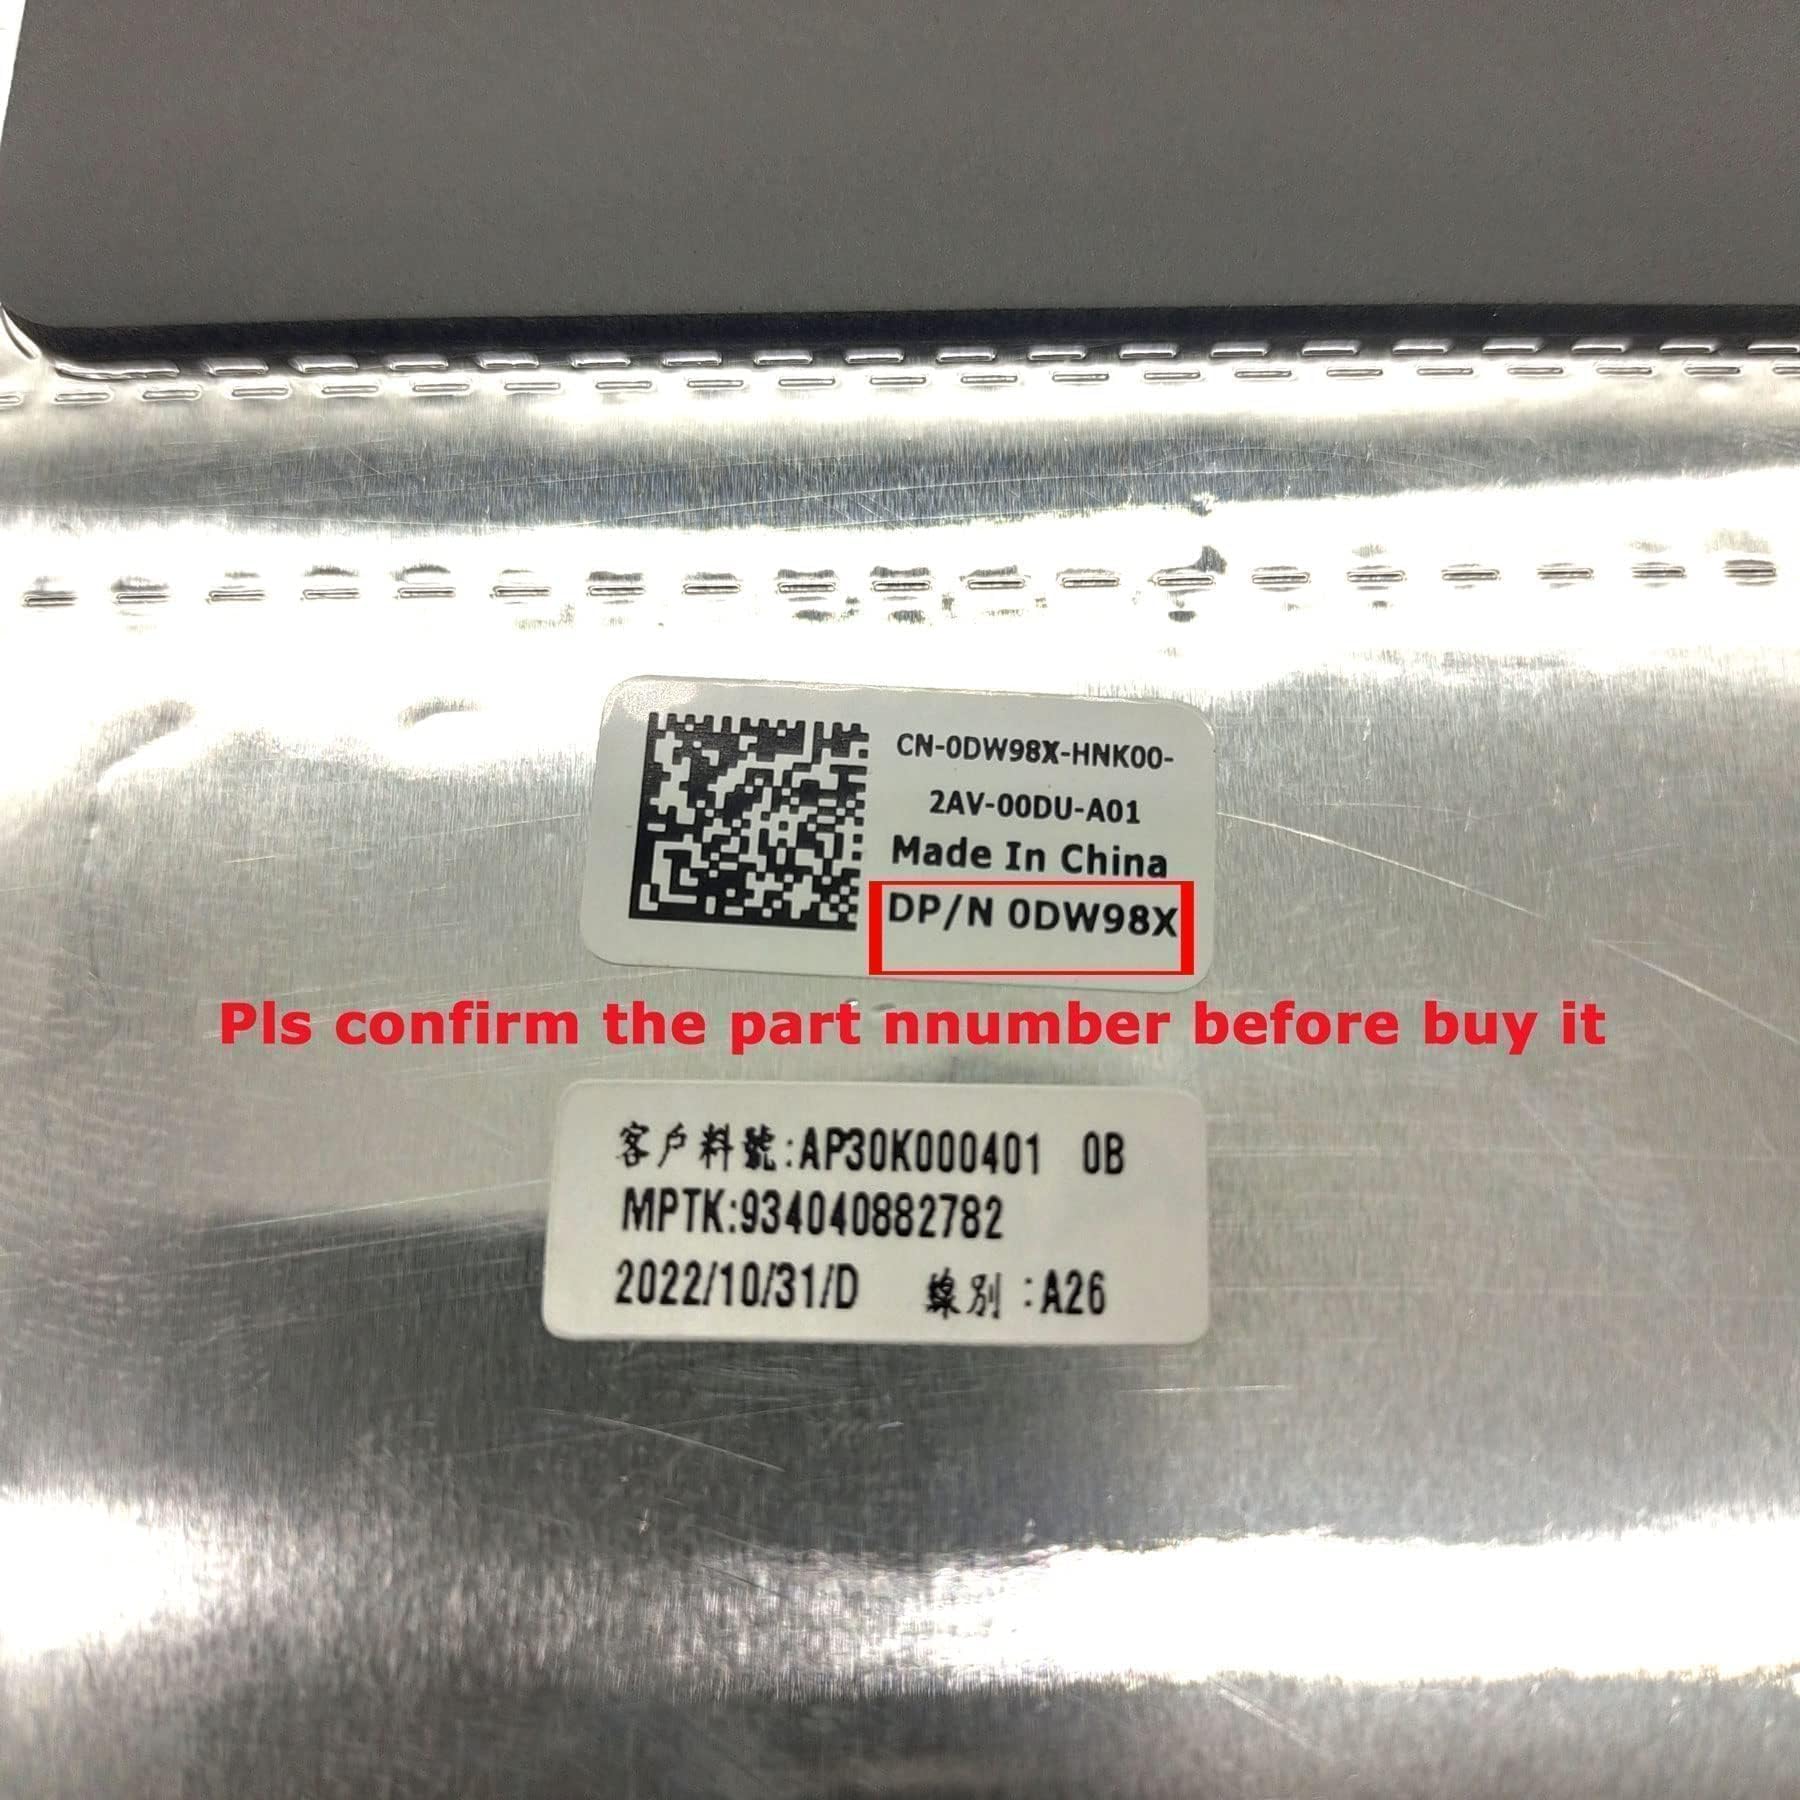 CN-0DW98X-HNK00-
2AV-00DU-A01
Made In China
DP/N 0DW98X
Pls confirm the part nnumber before buy it
客户料號:AP30K000401 0B
MPTK:934040882782
2022/10/31/D 線別:A26